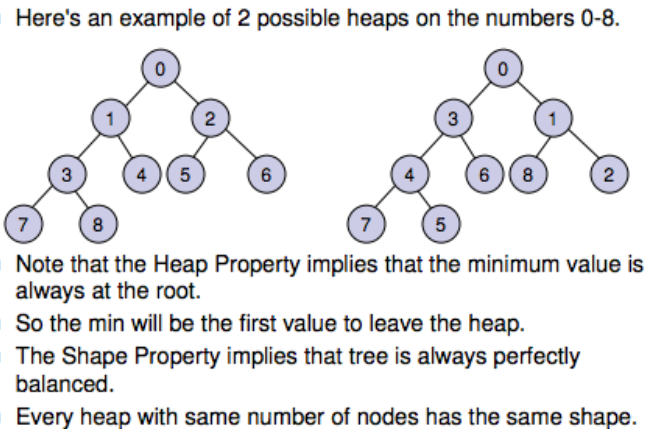 Here's an example of 2 possible heaps on the numbers 0-8.
0 0
1 2 3 1
3 4 5 6 4 6 8 2
7 8 7 5
Note that the Heap Property implies that the minimum value is
always at the root.
So the min will be the first value to leave the heap.
The Shape Property implies that tree is always perfectly
balanced.
Every heap with same number of nodes has the same shape.